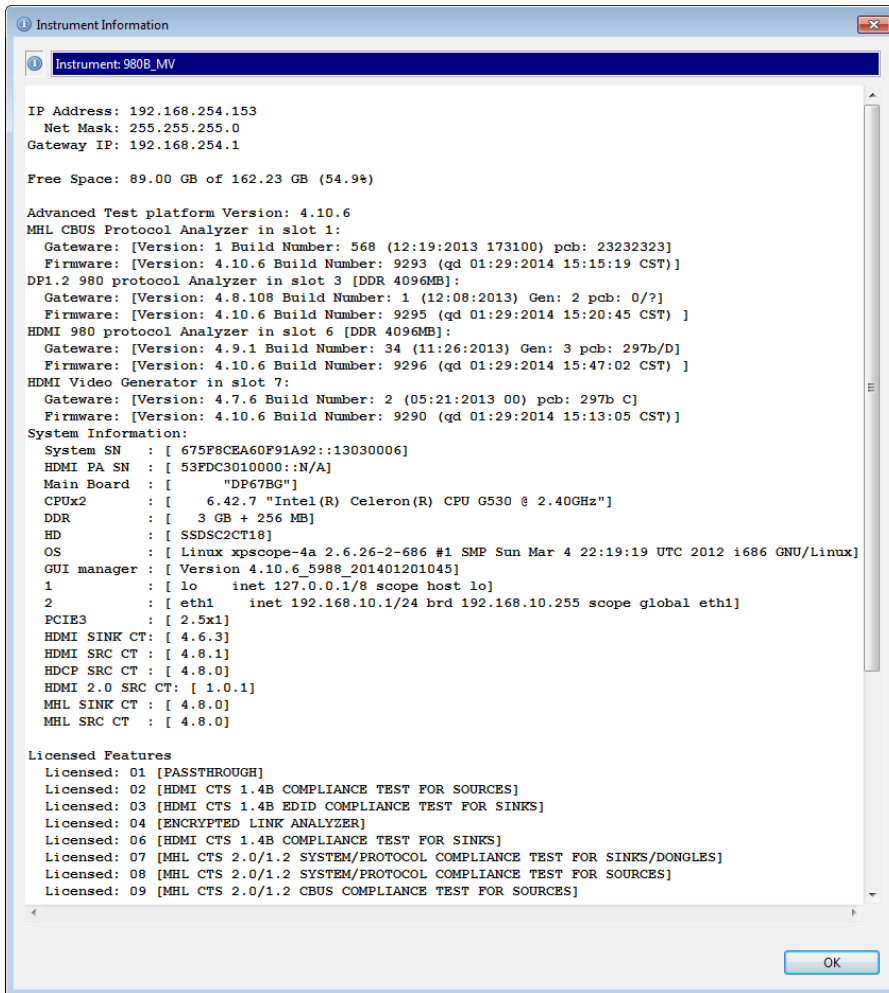 Instrument Information
Instrument: 980B_MV
IP Address: 192.168.254.153
Net Mask: 255.255.255.0
Gateway IP: 192.168.254.1
Free Space: 89.00 GB of 162.23 GB (54.9%)
Advanced Test platform Version: 4.10.6
MHL CBUS Protocol Analyzer in slot 1:
Gateware: [Version: 1 Build Number: 568 (12:19:2013 173100) pcb: 23232323]
Firmware: [Version: 4.10.6 Build Number: 9293 (qd 01:29:2014 15:15:19 CST)]
DP1.2 980 protocol Analyzer in slot 3 [DDR 4096MB]:
Gateware: [Version: 4.8.108 Build Number: 1 (12:08:2013) Gen: 2 pcb: 0/?]
Firmware: [Version: 4.10.6 Build Number: 9295 (qd 01:29:2014 15:20:45 CST) ]
HDMI 980 protocol Analyzer in slot 6 [DDR 4096MB]:
Gateware: [Version: 4.9.1 Build Number: 34 (11:26:2013) Gen: 3 pcb: 297b/D]
Firmware: [Version: 4.10.6 Build Number: 9296 (qd 01:29:2014 15:47:02 CST) ]
HDMI Video Generator in slot 7:
Gateware: [Version: 4.7.6 Build Number: 2 (05:21:2013 00) pcb: 297b C]
Firmware: [Version: 4.10.6 Build Number: 9290 (qd 01:29:2014 15:13:05 CST)]
System Information:
System SN : [ 675F8CEA60F91A92::13030006]
HDMI PA SN : [ 53FDC3010000::N/A]
Main Board : [ "DP67BG"]
CPUx2 : [ 6.42.7 "Intel(R) Celeron(R) CPU G530 @ 2.40GHz"]
DDR : [ 3 GB + 256 MB]
HD : [ SSDSC2CT18]
OS : [ Linux xpscope-4a 2.6.26-2-686 #1 SMP Sun Mar 4 22:19:19 UTC 2012 i686 GNU/Linux]
GUI manager : [ Version 4.10.6_5988_201401201045]
1 : [ lo inet 127.0.0.1/8 scope host lo]
2 : [ eth1 inet 192.168.10.1/24 brd 192.168.10.255 scope global eth1]
PCIE3 : [ 2.5x1]
HDMI SINK CT: [ 4.6.3]
HDMI SRC CT : [ 4.8.1]
HDCP SRC CT : [ 4.8.0]
HDMI 2.0 SRC CT: [ 1.0.1]
MHL SINK CT : [ 4.8.0]
MHL SRC CT : [ 4.8.0]
Licensed Features
Licensed: 01 [PASSTHROUGH]
Licensed: 02 [HDMI CTS 1.4B COMPLIANCE TEST FOR SOURCES]
Licensed: 03 [HDMI CTS 1.4B EDID COMPLIANCE TEST FOR SINKS]
Licensed: 04 [ENCRYPTED LINK ANALYZER]
Licensed: 06 [HDMI CTS 1.4B COMPLIANCE TEST FOR SINKS]
Licensed: 07 [MHL CTS 2.0/1.2 SYSTEM/PROTOCOL COMPLIANCE TEST FOR SINKS/DONGLES]
Licensed: 08 [MHL CTS 2.0/1.2 SYSTEM/PROTOCOL COMPLIANCE TEST FOR SOURCES]
Licensed: 09 [MHL CTS 2.0/1.2 CBUS COMPLIANCE TEST FOR SOURCES]
OK